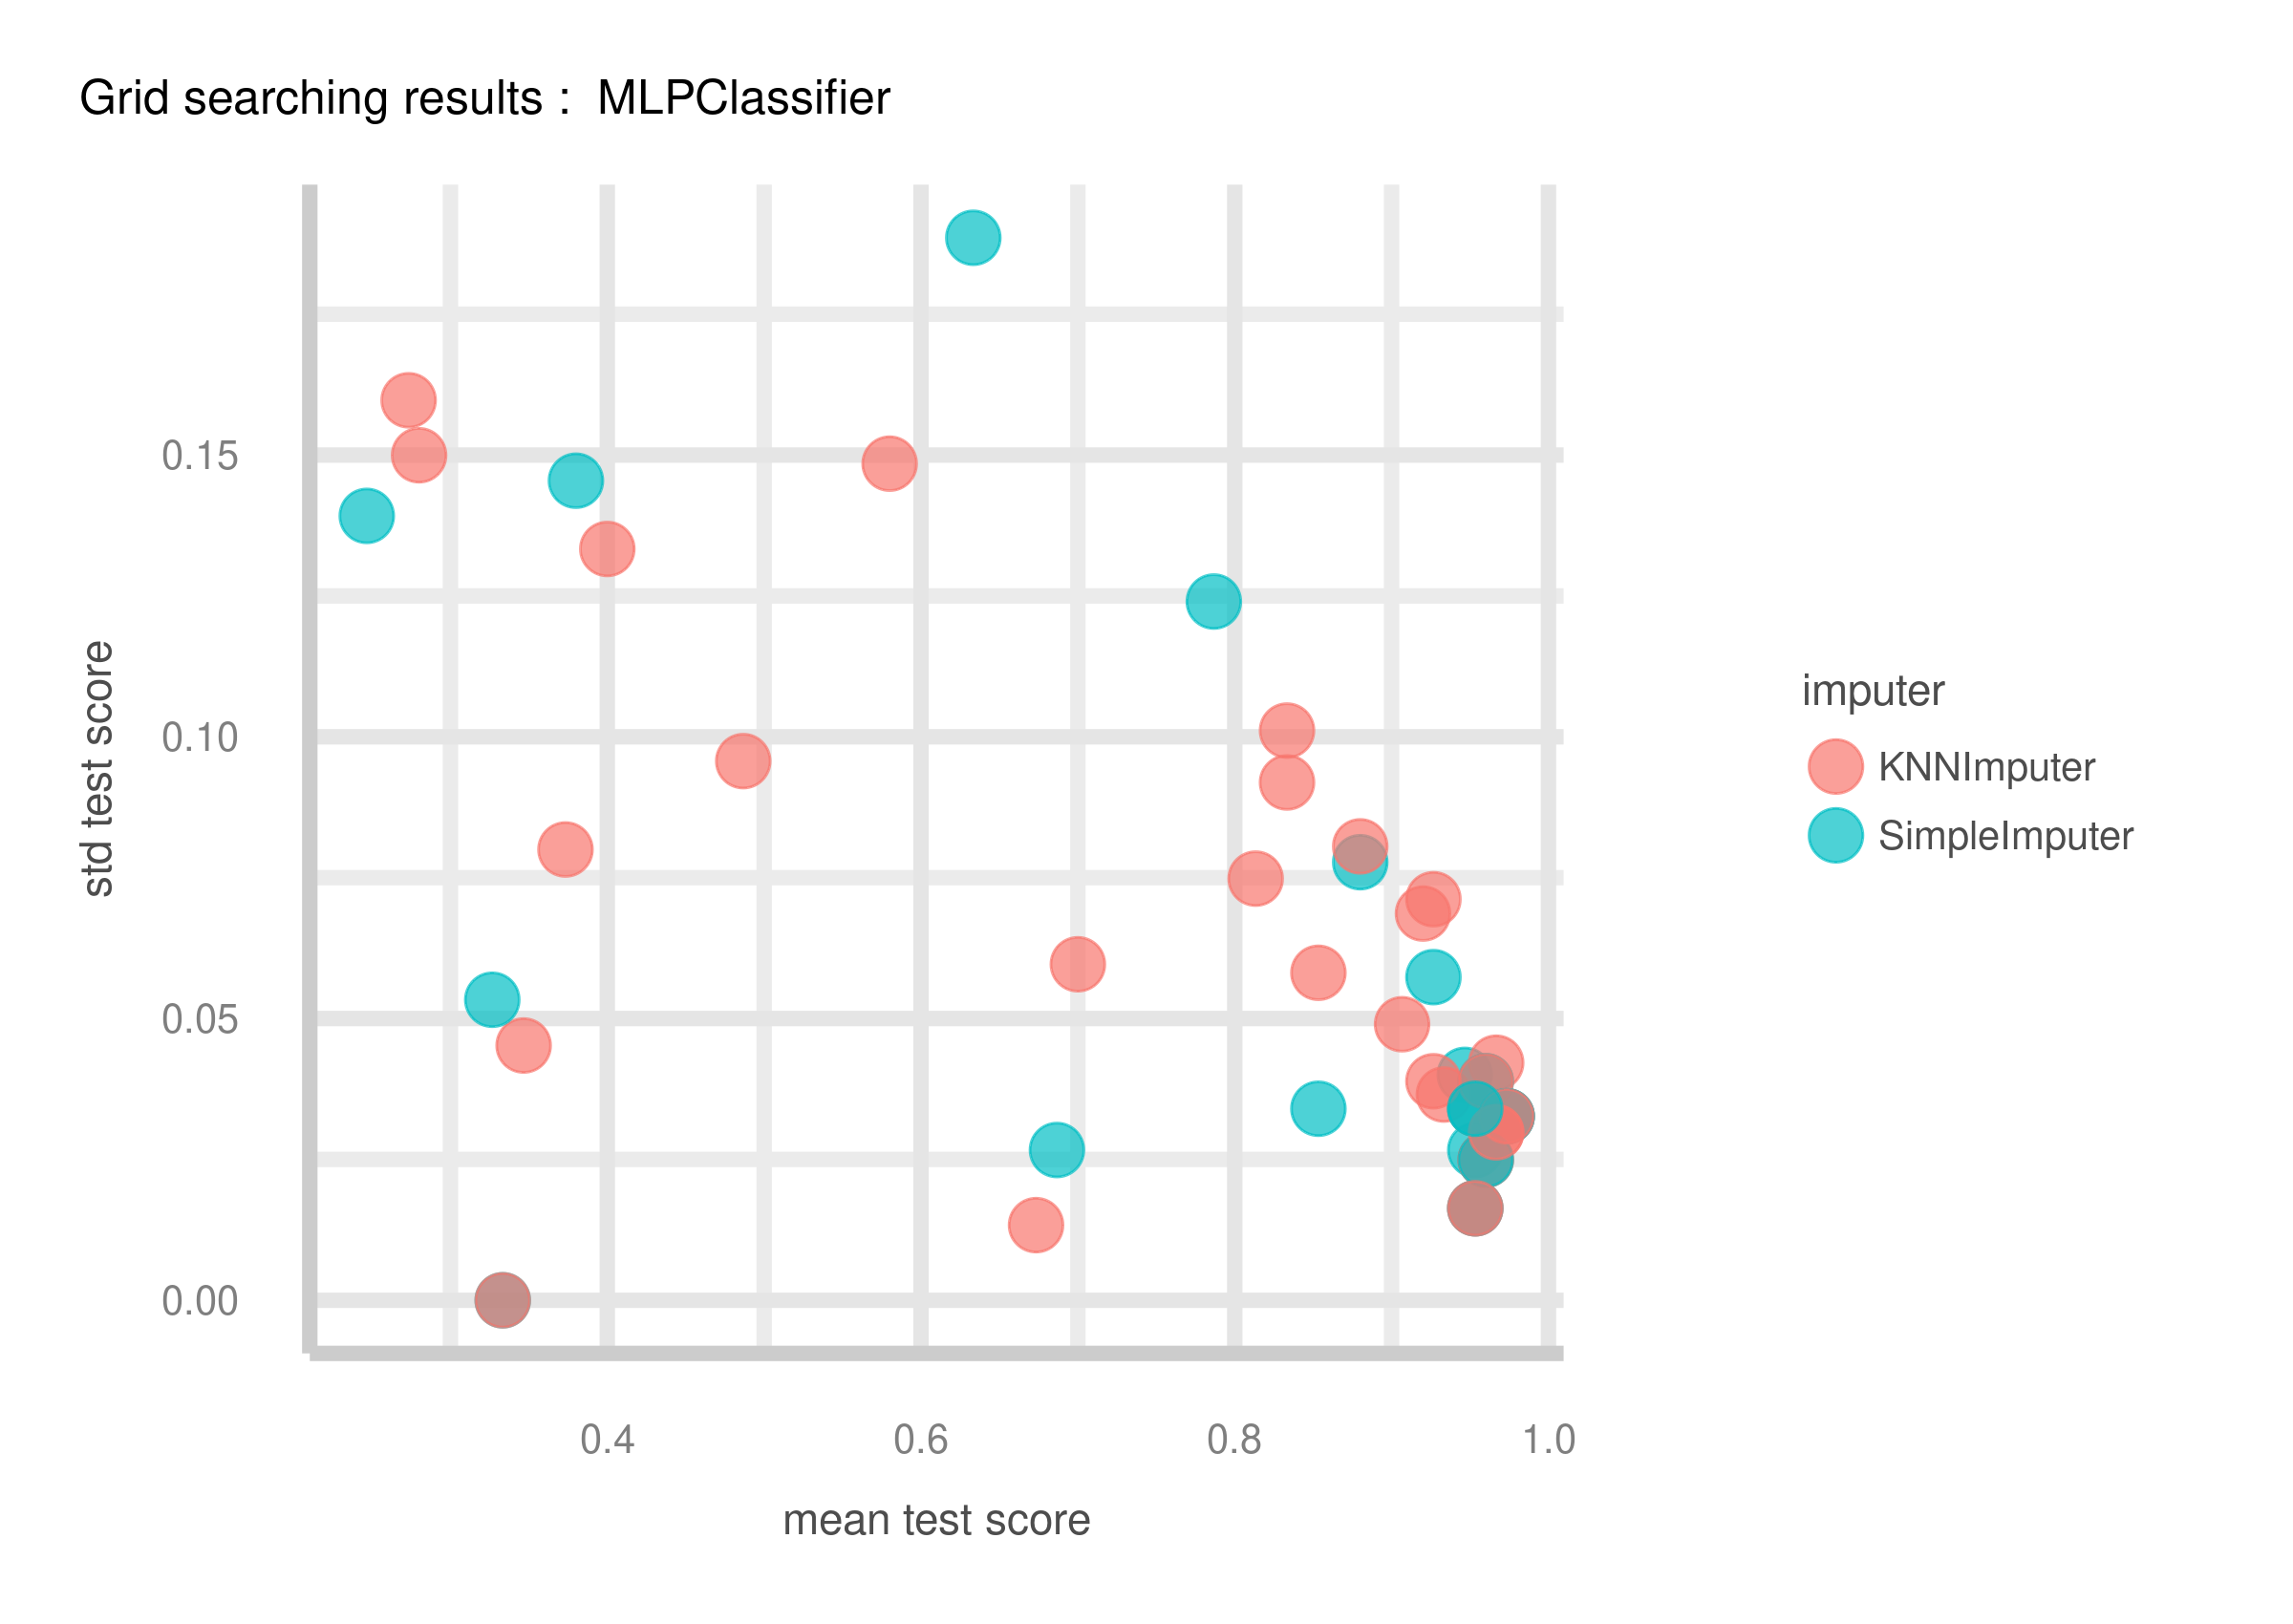 Grid searching results :  MLPClassifier
std test score
0.15
0.10
0.05
0.00
0.4
0.6
0.8
1.0
mean test score
imputer
KNNImputer
SimpleImputer